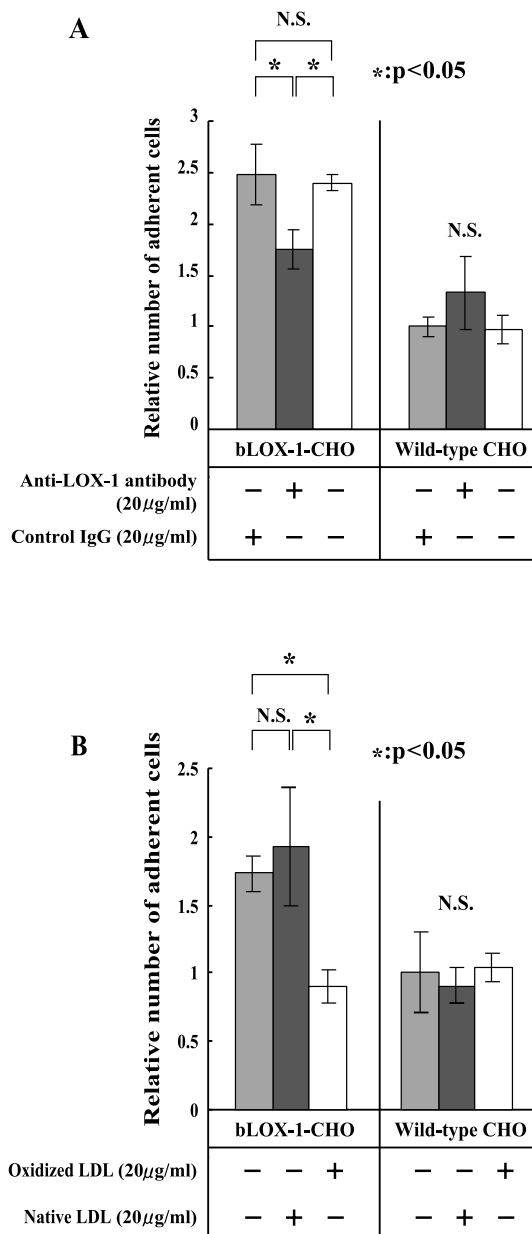 A
N.S.
* *
*:p<0.05
Relative number of adherent cells
3
2.5
2
1.5
1
0.5
0
N.S.
bLOX-1-CHO Wild-type CHO
Anti-LOX-1 antibody
(20μg/ml)
− + − − + −
Control IgG (20μg/ml) + − − + − −
B
*
N.S. *
*:p<0.05
Relative number of adherent cells
2.5
2
1.5
1
0.5
0
N.S.
bLOX-1-CHO Wild-type CHO
Oxidized LDL (20μg/ml) − − + − − +
Native LDL (20μg/ml) − + − − + −